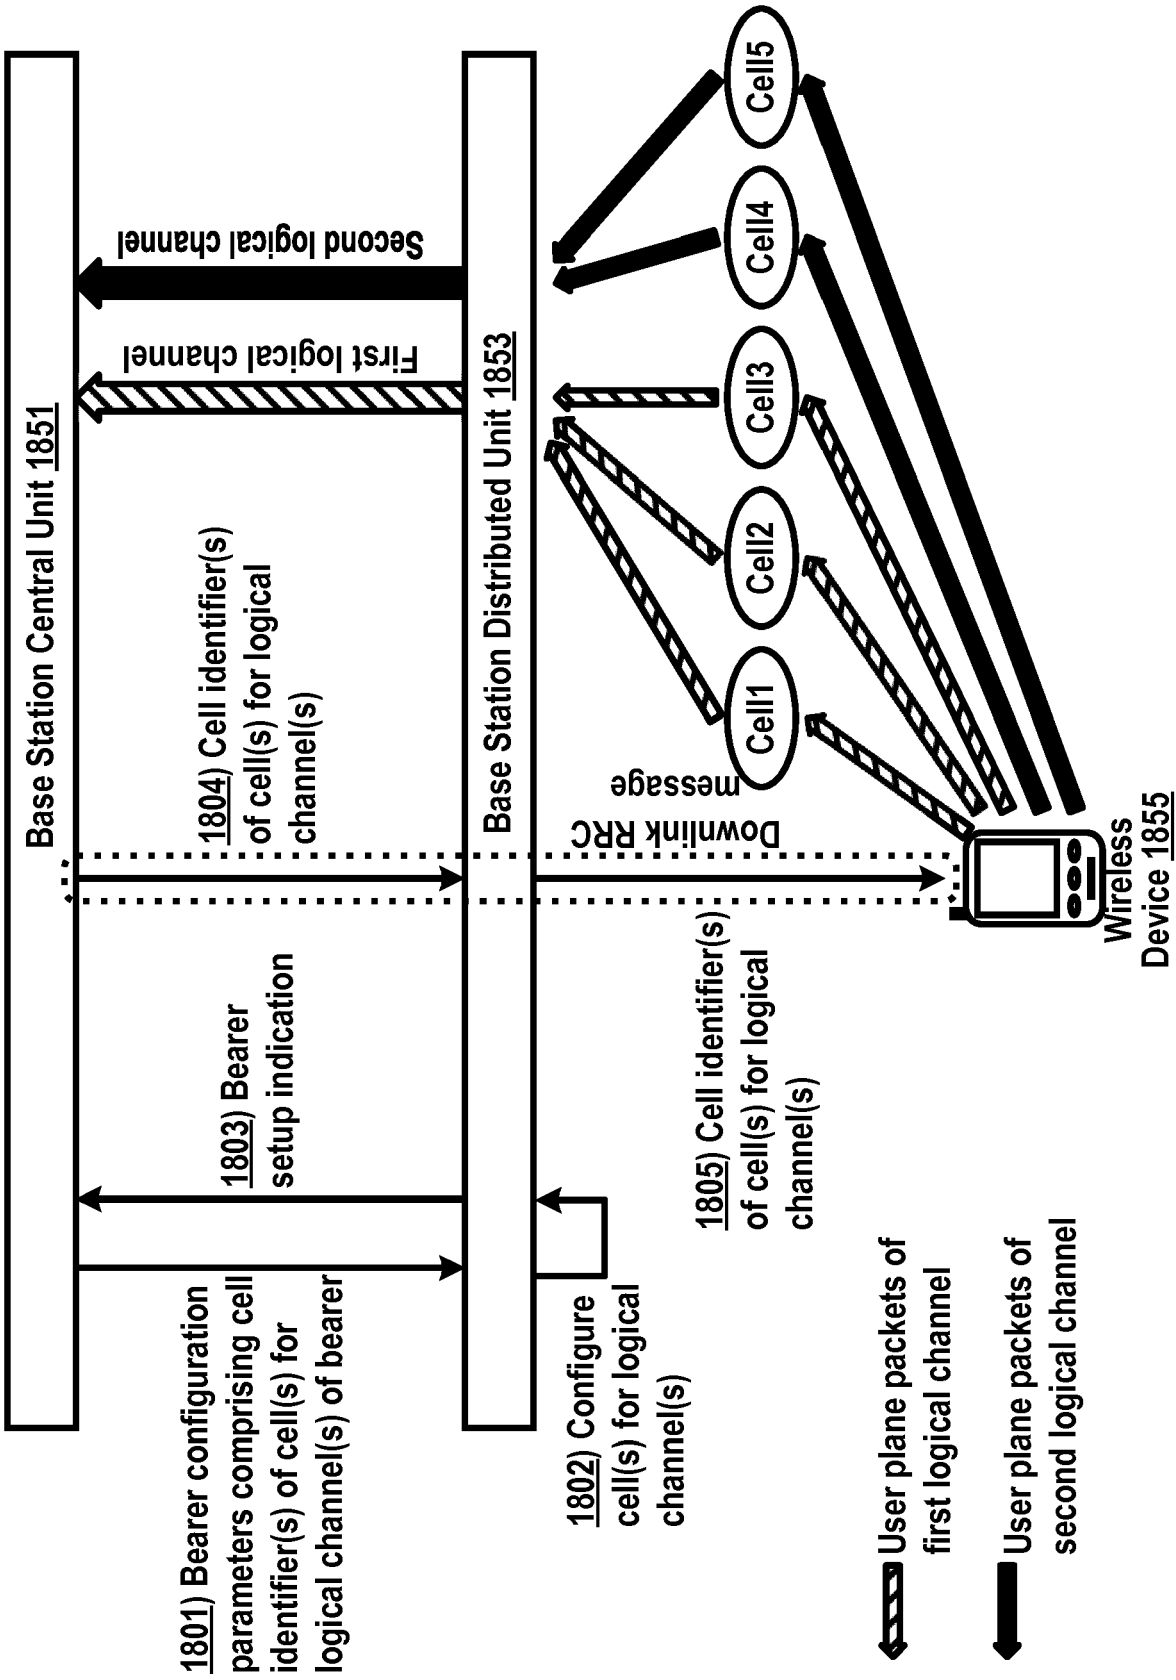 Base Station Central Unit 1851
1801) Bearer configuration
parameters comprising cell
identifier(s) of cell(s) for
logical channel(s) of bearer
1803) Bearer
setup indication
1804) Cell identifier(s)
of cell(s) for logical
channel(s)
First logical channel
Second logical channel
Base Station Distributed Unit 1853
1802) Configure
cell(s) for logical
channel(s)
1805) Cell identifier(s)
of cell(s) for logical
channel(s)
Downlink RRC
message
Cell1
Cell2
Cell3
Cell4
Cell5
Wireless
Device 1855
User plane packets of
first logical channel
User plane packets of
second logical channel